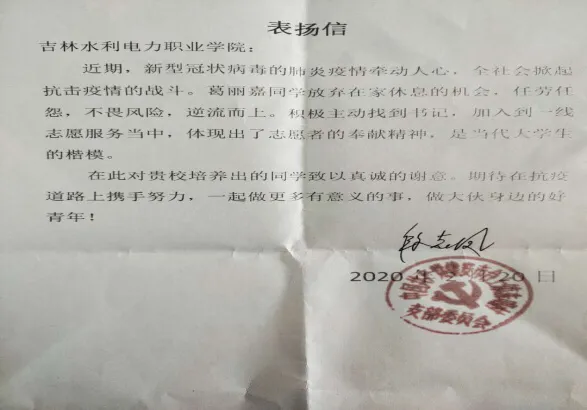 表扬信
吉林水利电力职业学院：
近期，新型冠状病毒的肺炎疫情牵动人心，全社会掀起
抗击疫情的战斗。葛丽嘉同学放弃在家休息的机会，任劳任
怨，不畏风险，逆流而上。积极主动找到书记，加入到一线
志愿服务当中，体现出了志愿者的奉献精神，是当代大学生
的楷模。
在此对贵校培养出的同学致以真诚的谢意。期待在抗疫
道路上携手努力，一起做更多有意义的事，做大伙身边的好
青年！
2020 年 20 日
支部委员会